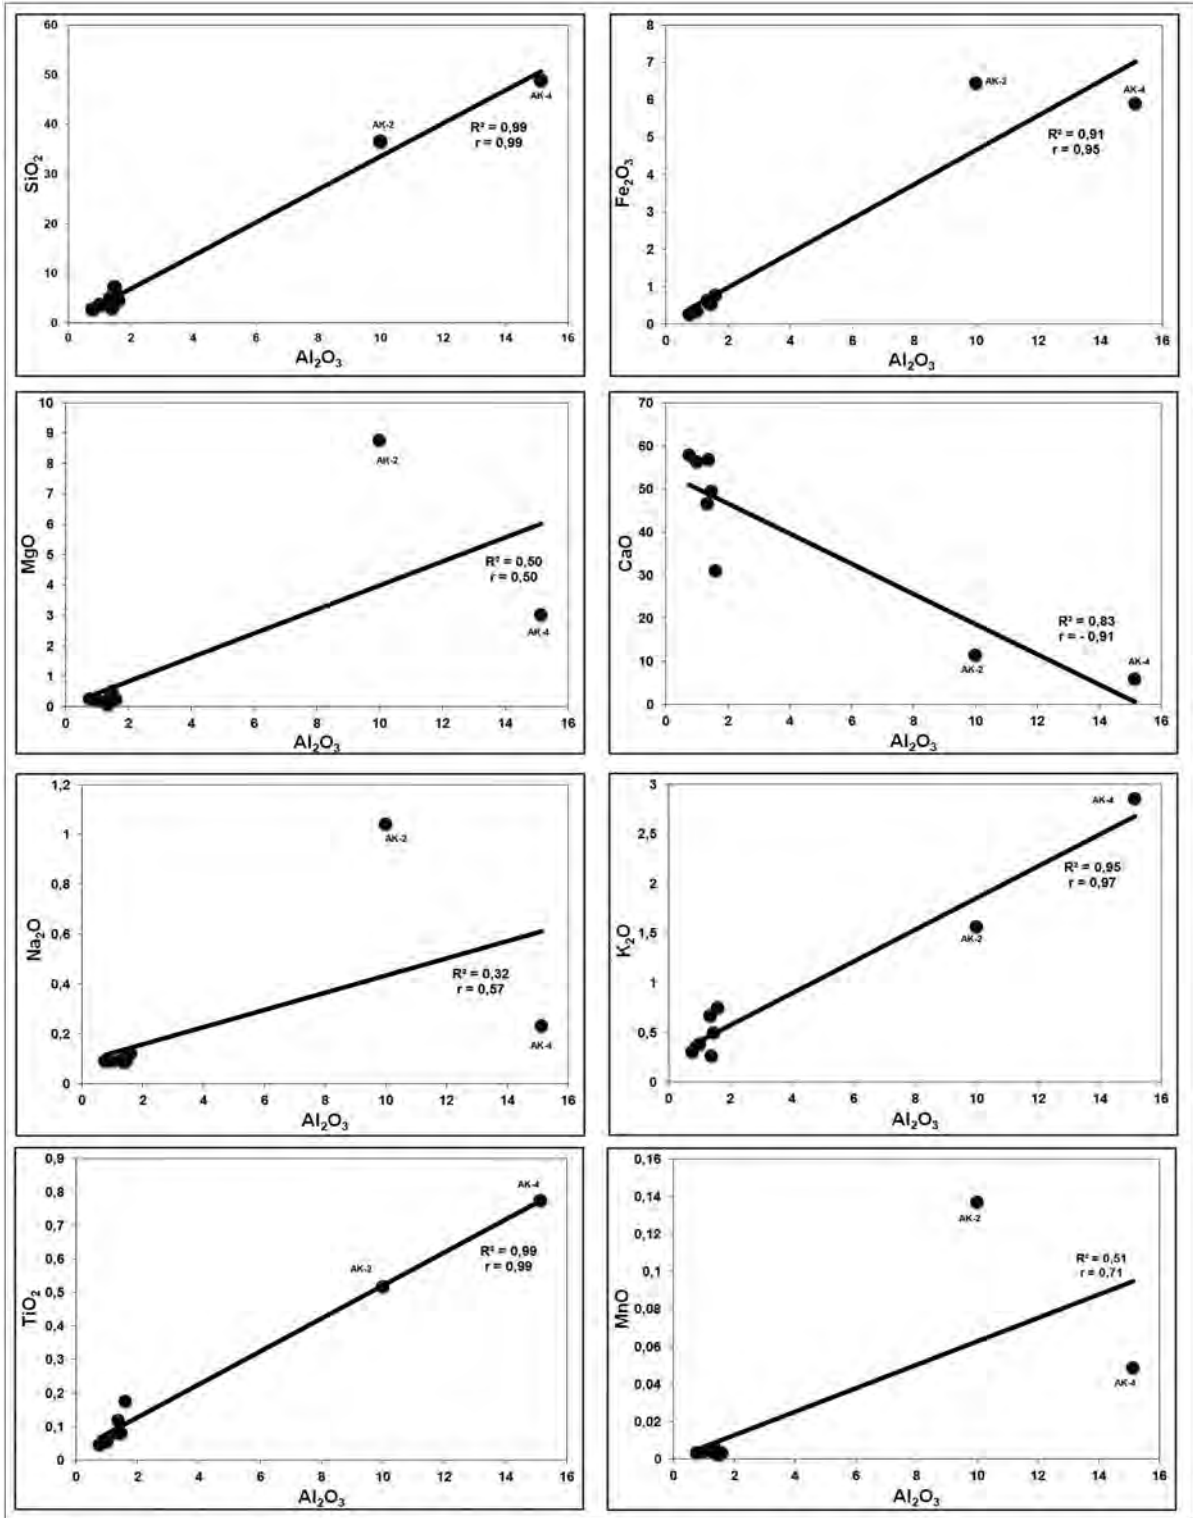 60
50
40
30
20
10
0
SiO₂
AK-2
AK-4
R² = 0,99
r = 0,99
0 2 4 6 8 10 12 14 16
Al₂O₃
8
7
6
5
4
3
2
1
0
Fe₂O₃
AK-2
AK-4
R² = 0,91
r = 0,95
0 2 4 6 8 10 12 14 16
Al₂O₃
10
9
8
7
6
5
4
3
2
1
0
MgO
AK-2
R² = 0,50
r = 0,50
AK-4
0 2 4 6 8 10 12 14 16
Al₂O₃
70
60
50
40
30
20
10
0
CaO
R² = 0,83
r = - 0,91
AK-2
AK-4
0 2 4 6 8 10 12 14 16
Al₂O₃
1,2
1
0,8
0,6
0,4
0,2
0
Na₂O
AK-2
R² = 0,32
r = 0,57
AK-4
0 2 4 6 8 10 12 14 16
Al₂O₃
3
2,5
2
1,5
1
0,5
0
K₂O
AK-4
R² = 0,95
r = 0,97
AK-2
0 2 4 6 8 10 12 14 16
Al₂O₃
0,9
0,8
0,7
0,6
0,5
0,4
0,3
0,2
0,1
0
TiO₂
AK-4
R² = 0,99
r = 0,99
AK-2
0 2 4 6 8 10 12 14 16
Al₂O₃
0,16
0,14
0,12
0,1
0,08
0,06
0,04
0,02
0
MnO
AK-2
R² = 0,51
r = 0,71
AK-4
0 2 4 6 8 10 12 14 16
Al₂O₃